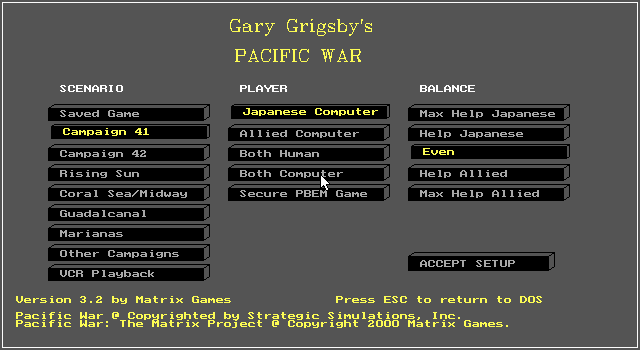 Gary Grigsby's
PACIFIC WAR
SCENARIO PLAYER BALANCE
Saved Game Japanese Computer Max Help Japanese
Campaign 41 Allied Computer Help Japanese
Campaign 42 Both Human Even
Rising Sun Both Computer Help Allied
Coral Sea/Midway Secure PBEM Game Max Help Allied
Guadalcanal
Marianas
Other Campaigns
VCR Playback ACCEPT SETUP
Version 3.2 by Matrix Games Press ESC to return to DOS
Pacific War @ Copyrighted by Strategic Simulations, Inc.
Pacific War: The Matrix Project @ Copyright 2000 Matrix Games.